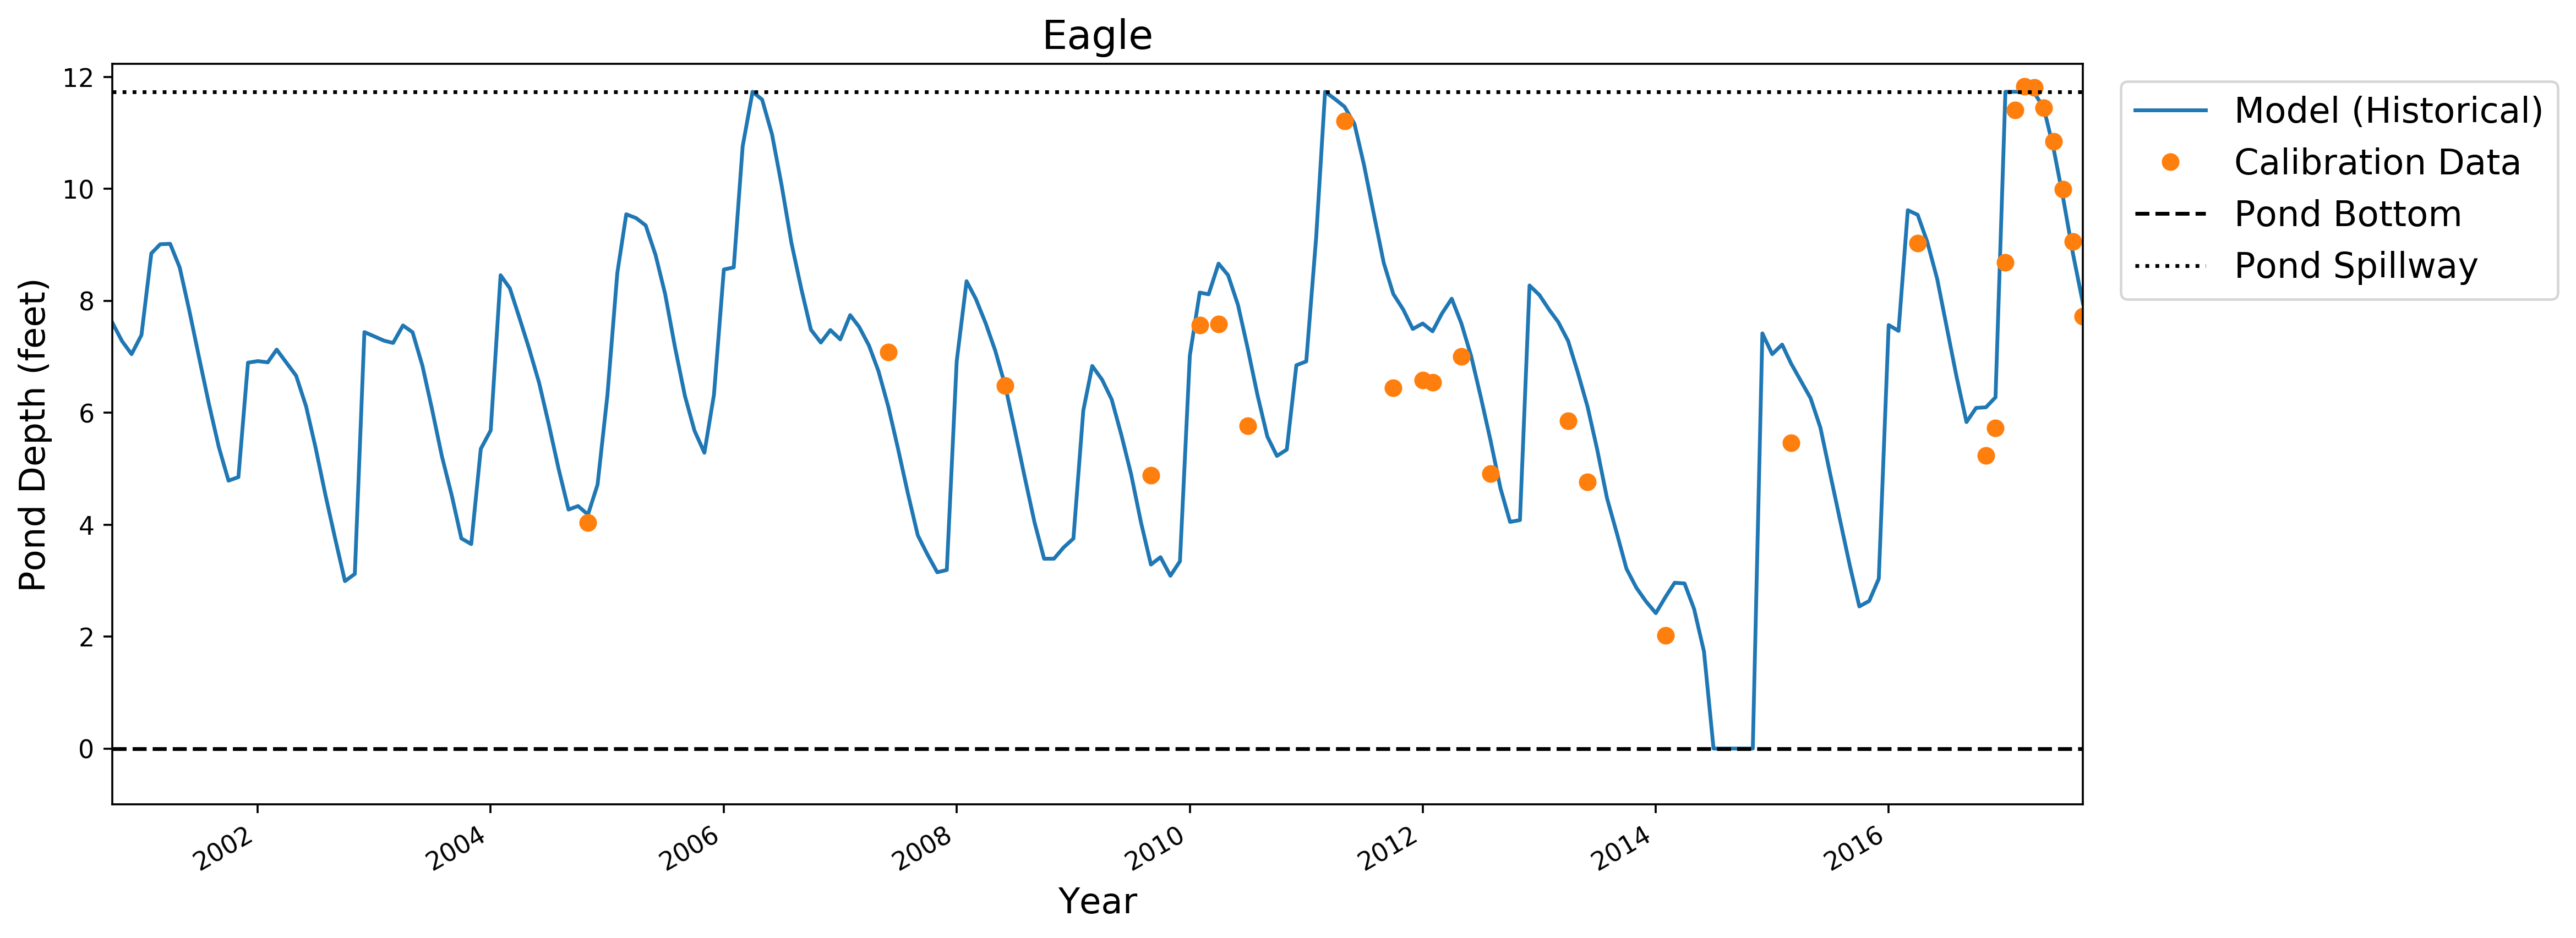 Eagle
12
10
8
6
4
2
0
Pond Depth (feet)
2002
2004
2006
2008
2010
2012
2014
2016
Year
Model (Historical)
Calibration Data
Pond Bottom
Pond Spillway